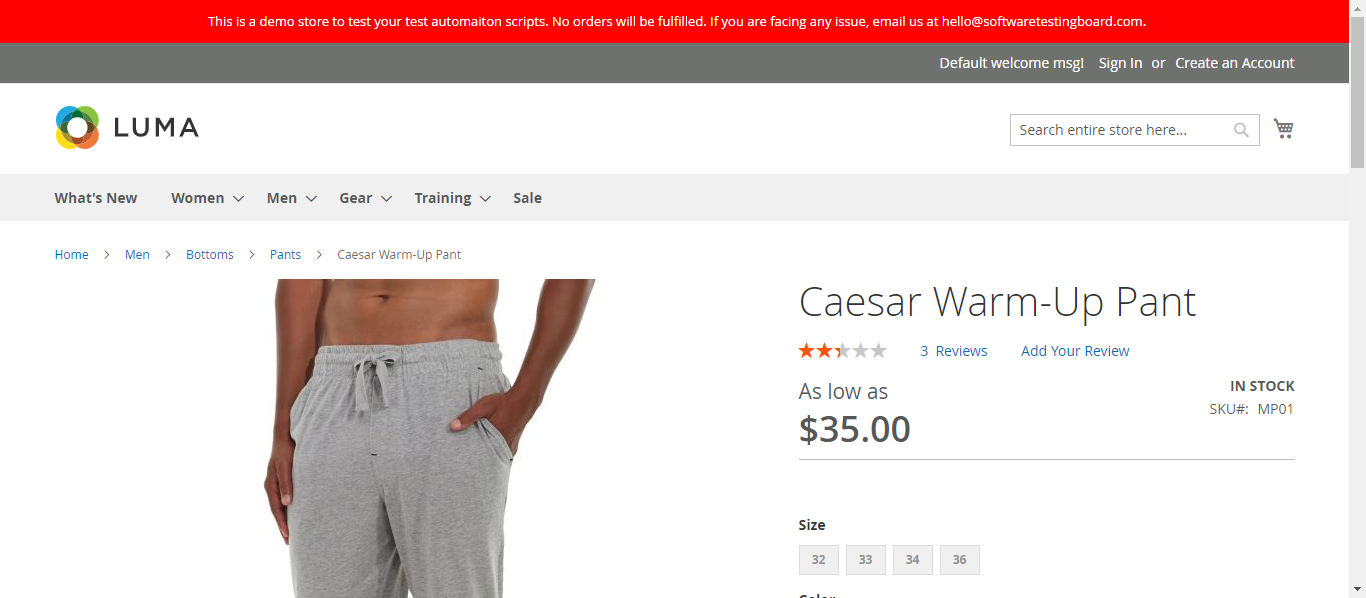 This is a demo store to test your test automaiton scripts. No orders will be fulfilled. If you are facing any issue, email us at hello@softwaretestingboard.com.
Default welcome msg! Sign In or Create an Account
LUMA
Search entire store here...
What's New Women Men Gear Training Sale
Home Men Bottoms Pants Caesar Warm-Up Pant
Caesar Warm-Up Pant
3 Reviews Add Your Review
As low as
$35.00
IN STOCK
SKU#: MP01
Size
32 33 34 36
Color